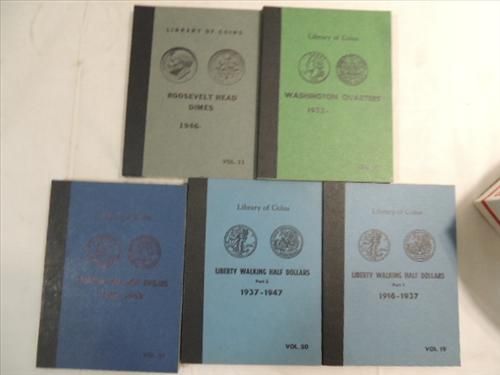 LIBRARY OF COINS
ROOSEVELT HEAD
DIMES
1946-
VOL. 11
Library of Coins
WASHINGTON QUARTERS
1932-
VOL.
Library of Coins
LIBERTY WALKING HALF DOLLARS
Part 2
1937-1947
VOL. 20
Library of Coins
LIBERTY WALKING HALF DOLLARS
Part 1
1916-1937
VOL. 19